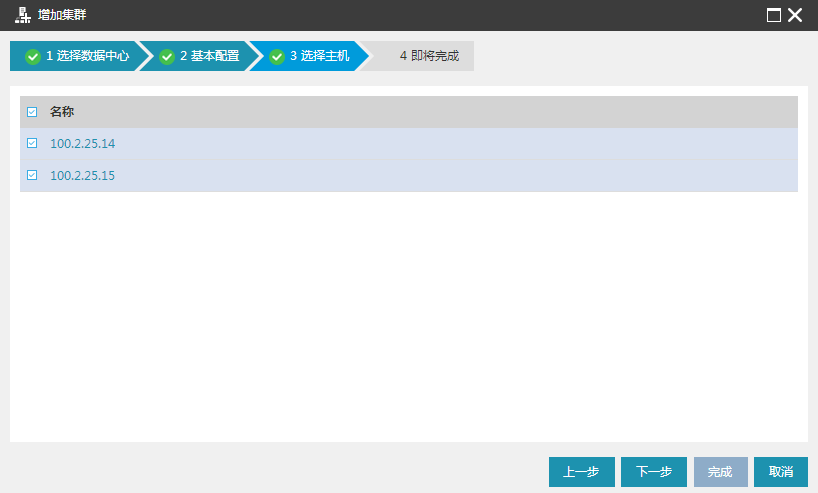 增加集群
1 选择数据中心
2 基本配置
3 选择主机
4 即将完成
名称
100.2.25.14
100.2.25.15
上一步
下一步
完成
取消